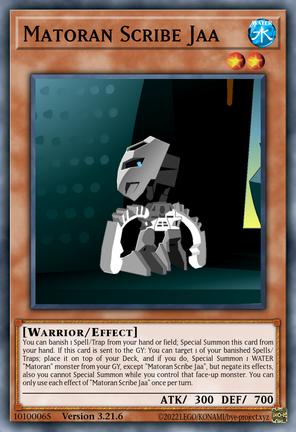 Matoran Scribe Jaa
WATER
水
[Warrior/Effect]
You can banish 1 Spell/Trap from your hand or field; Special Summon this card from
your hand. If this card is sent to the GY: You can target 1 of your banished Spells/
Traps; place it on top of your Deck, and if you do, Special Summon 1 WATER
"Matoran" monster from your GY, except "Matoran Scribe Jaa", but negate its effects,
also you cannot Special Summon while you control that face-up monster. You can
only use each effect of "Matoran Scribe Jaa" once per turn.
ATK/ 300 DEF/ 700
10100065 Version 3.21.6 ©2022LEGO/KONAMI/bye-project.xyz